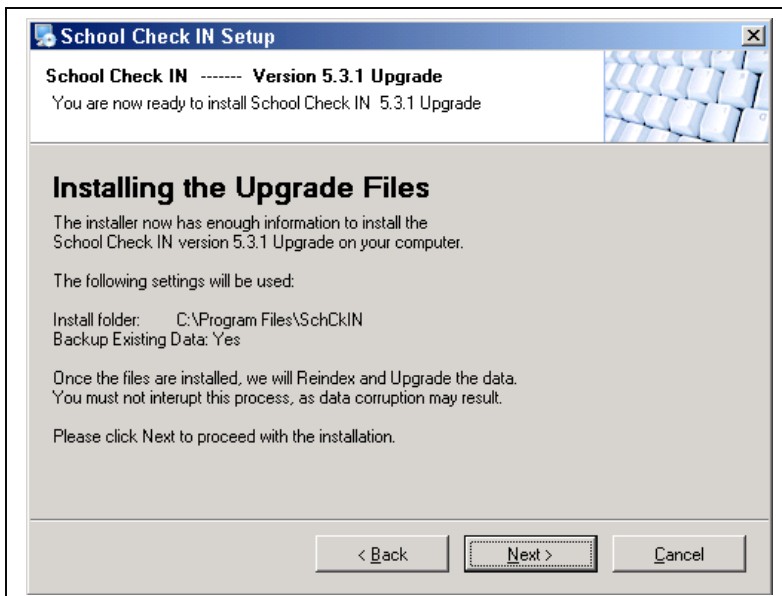 School Check IN Setup
School Check IN ------- Version 5.3.1 Upgrade
You are now ready to install School Check IN 5.3.1 Upgrade
Installing the Upgrade Files
The installer now has enough information to install the
School Check IN version 5.3.1 Upgrade on your computer.
The following settings will be used:
Install folder: C:\Program Files\SchCkIN
Backup Existing Data: Yes
Once the files are installed, we will Reindex and Upgrade the data.
You must not interupt this process, as data corruption may result.
Please click Next to proceed with the installation.
< Back Next > Cancel